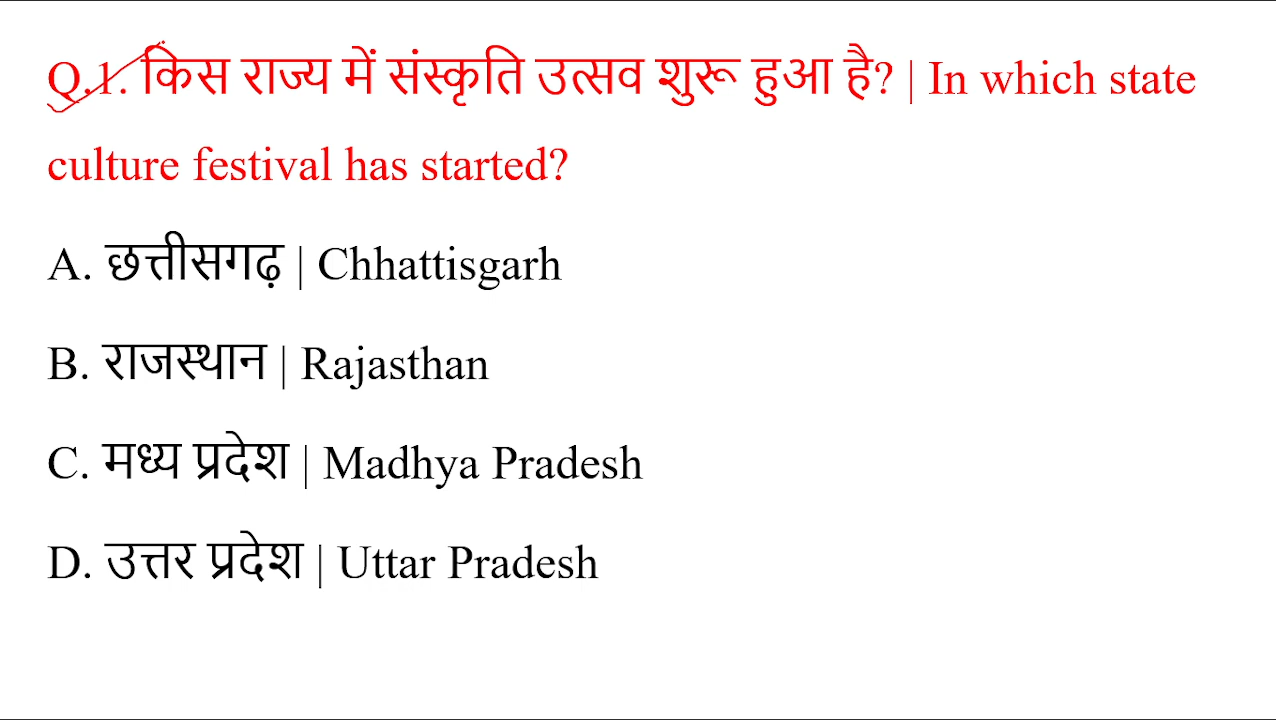 Q.1. किस राज्य में संस्कृति उत्सव शुरू हुआ है? | In which state
culture festival has started?
A. छत्तीसगढ़ | Chhattisgarh
B. राजस्थान | Rajasthan
C. मध्य प्रदेश | Madhya Pradesh
D. उत्तर प्रदेश | Uttar Pradesh